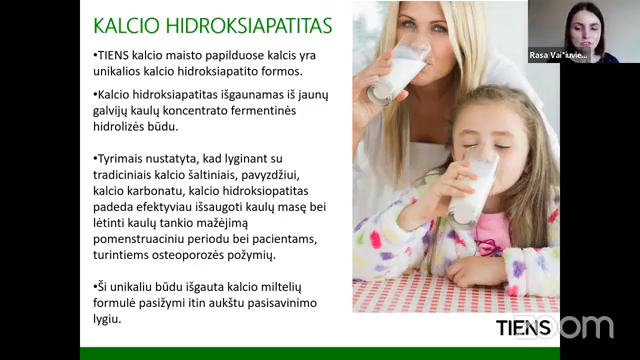 KALCIO HIDROKSIAPATITAS
•TIENS kalcio maisto papilduose kalcis yra
unikalios kalcio hidroksiapatito formos.
•Kalcio hidroksiapatitas išgaunamas iš jaunų
galvijų kaulų koncentrato fermentinės
hidrolizės būdu.
•Tyrimais nustatyta, kad lyginant su
tradiciniais kalcio šaltiniais, pavyzdžiui,
kalcio karbonatu, kalcio hidroksiopatitas
padeda efektyviau išsaugoti kaulų masę bei
lėtinti kaulų tankio mažėjimą
pomenstruaciniu periodu bei pacientams,
turintiems osteoporozės požymių.
•Ši unikaliu būdu išgauta kalcio miltelių
formulė pasižymi itin aukštu pasisavinimo
lygiu.
TIENS
zoom
Rasa